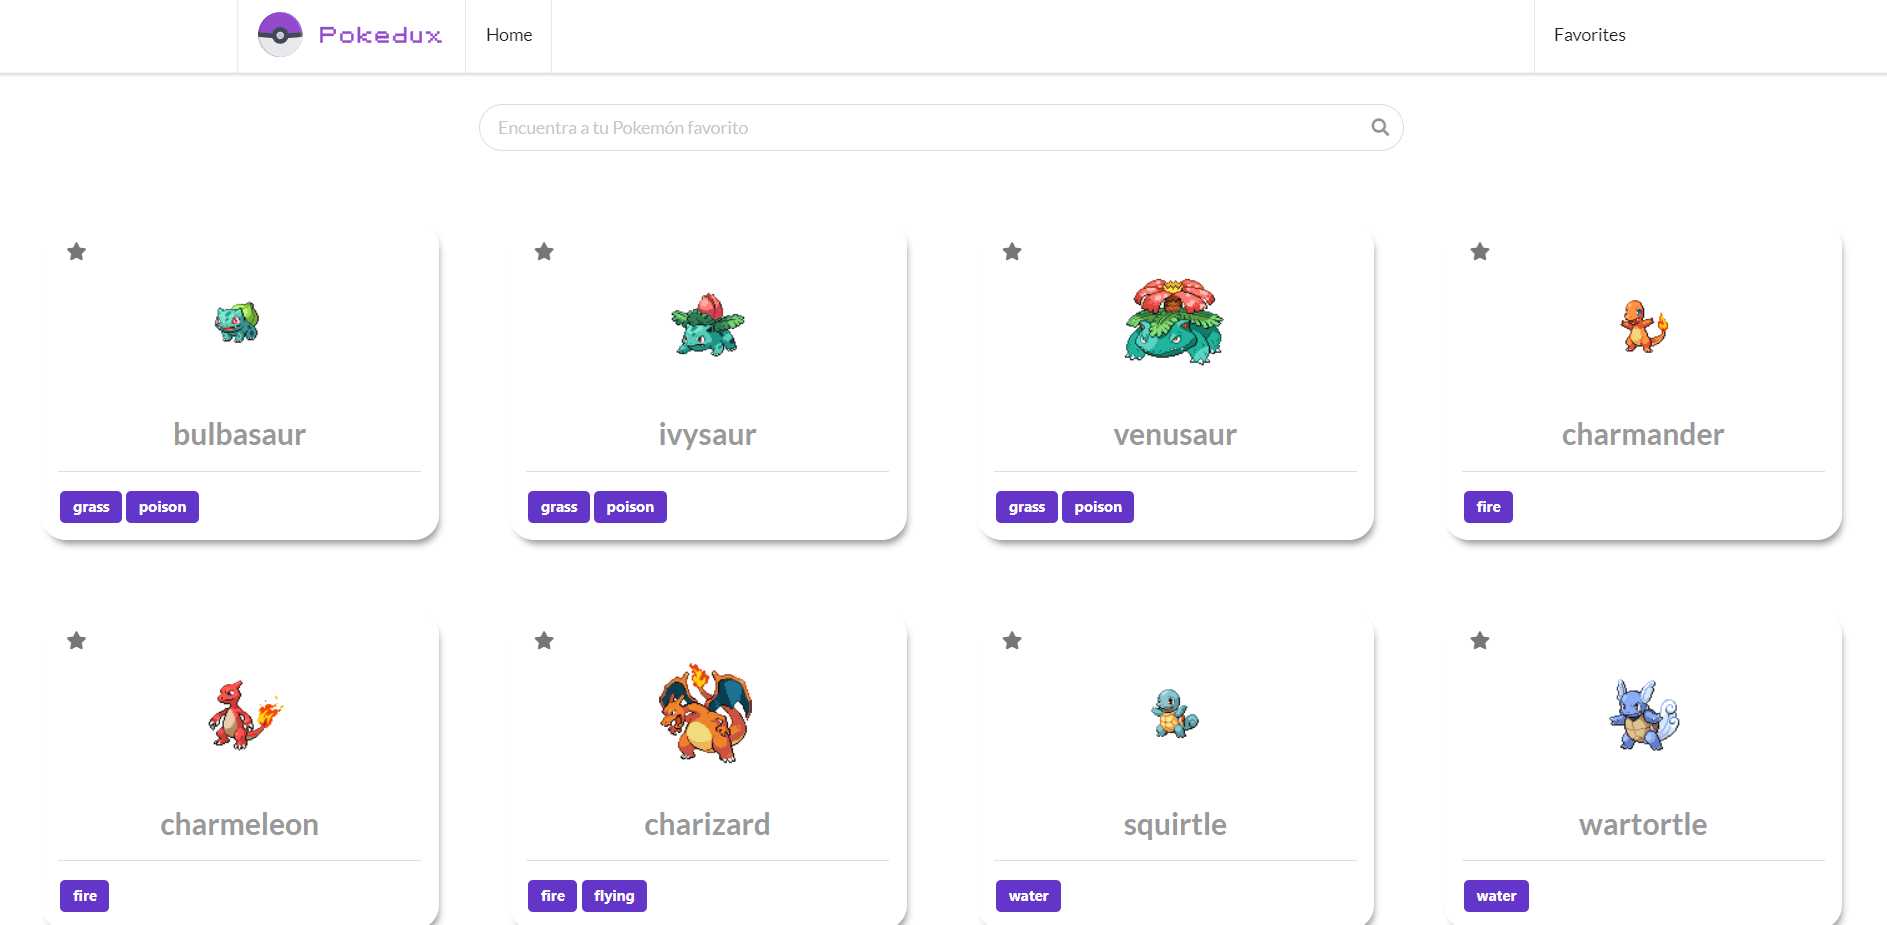 Pokedux
Home
Favorites
Encuentra a tu Pokemón favorito
bulbasaur
grass poison
ivysaur
grass poison
venusaur
grass poison
charmander
fire
charmeleon
fire
charizard
fire flying
squirtle
water
wartortle
water